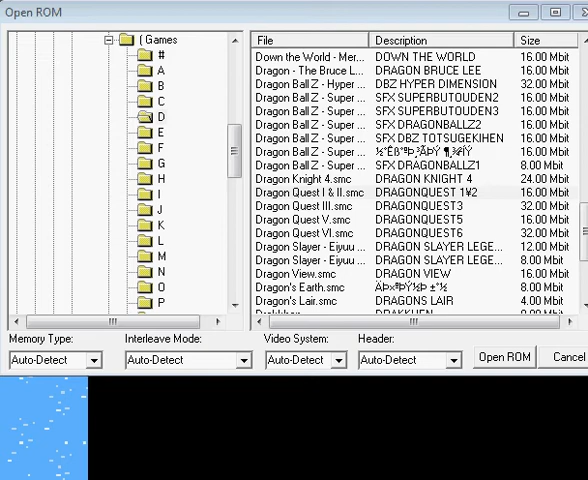 Open ROM
( Games
#
A
B
C
D
E
F
G
H
I
J
K
L
M
N
O
P
File Description Size
Down the World - Mer... DOWN THE WORLD 16.00 Mbit
Dragon - The Bruce L... DRAGON BRUCE LEE 16.00 Mbit
Dragon Ball Z - Hyper ... DBZ HYPER DIMENSION 32.00 Mbit
Dragon Ball Z - Super ... SFX SUPERBUTOUDEN2 16.00 Mbit
Dragon Ball Z - Super ... SFX SUPERBUTOUDEN3 16.00 Mbit
Dragon Ball Z - Super ... SFX DRAGONBALLZ2 16.00 Mbit
Dragon Ball Z - Super ... SFX DBZ TOTSUGEKIHEN 16.00 Mbit
Dragon Ball Z - Super ... 16.00 Mbit
Dragon Ball Z - Super ... SFX DRAGONBALLZ1 8.00 Mbit
Dragon Knight 4.smc DRAGON KNIGHT 4 24.00 Mbit
Dragon Quest I & II.smc DRAGONQUEST 1¥2 16.00 Mbit
Dragon Quest III.smc DRAGONQUEST3 32.00 Mbit
Dragon Quest V.smc DRAGONQUEST5 16.00 Mbit
Dragon Quest VI.smc DRAGONQUEST6 32.00 Mbit
Dragon Slayer - Eiyuu ... DRAGON SLAYER LEGE... 12.00 Mbit
Dragon Slayer - Eiyuu ... DRAGON SLAYER LEGE... 8.00 Mbit
Dragon View.smc DRAGON VIEW 16.00 Mbit
Dragon's Earth.smc 8.00 Mbit
Dragon's Lair.smc DRAGONS LAIR 4.00 Mbit
Drakkhen DRAKKHEN 8.00 Mbit
Memory Type: Interleave Mode: Video System: Header:
Auto-Detect Auto-Detect Auto-Detect Auto-Detect Open ROM Cancel